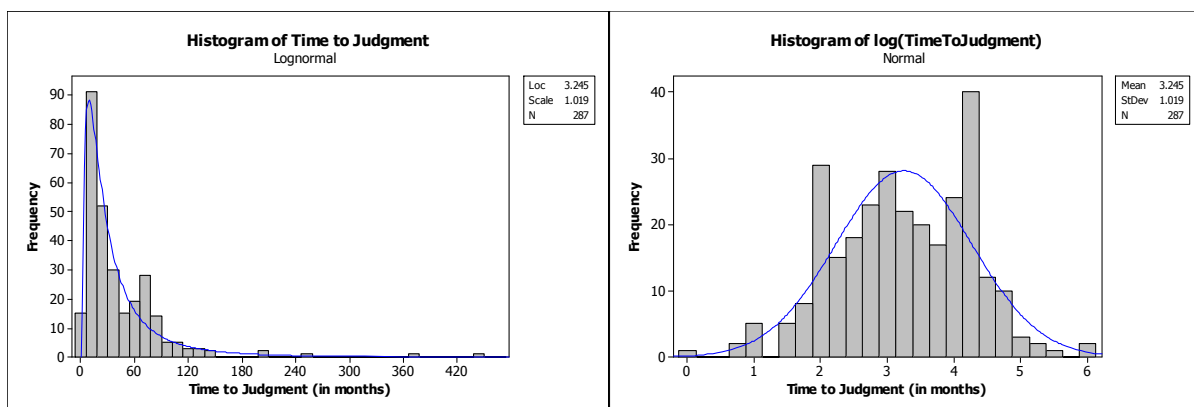 Histogram of Time to Judgment
Lognormal
Loc 3.245
Scale 1.019
N 287
90
80
70
60
50
40
30
20
10
0
Frequency
0 60 120 180 240 300 360 420
Time to Judgment (in months)
Histogram of log(TimeToJudgment)
Normal
Mean 3.245
StDev 1.019
N 287
40
30
20
10
0
Frequency
0 1 2 3 4 5 6
Time to Judgment (in months)